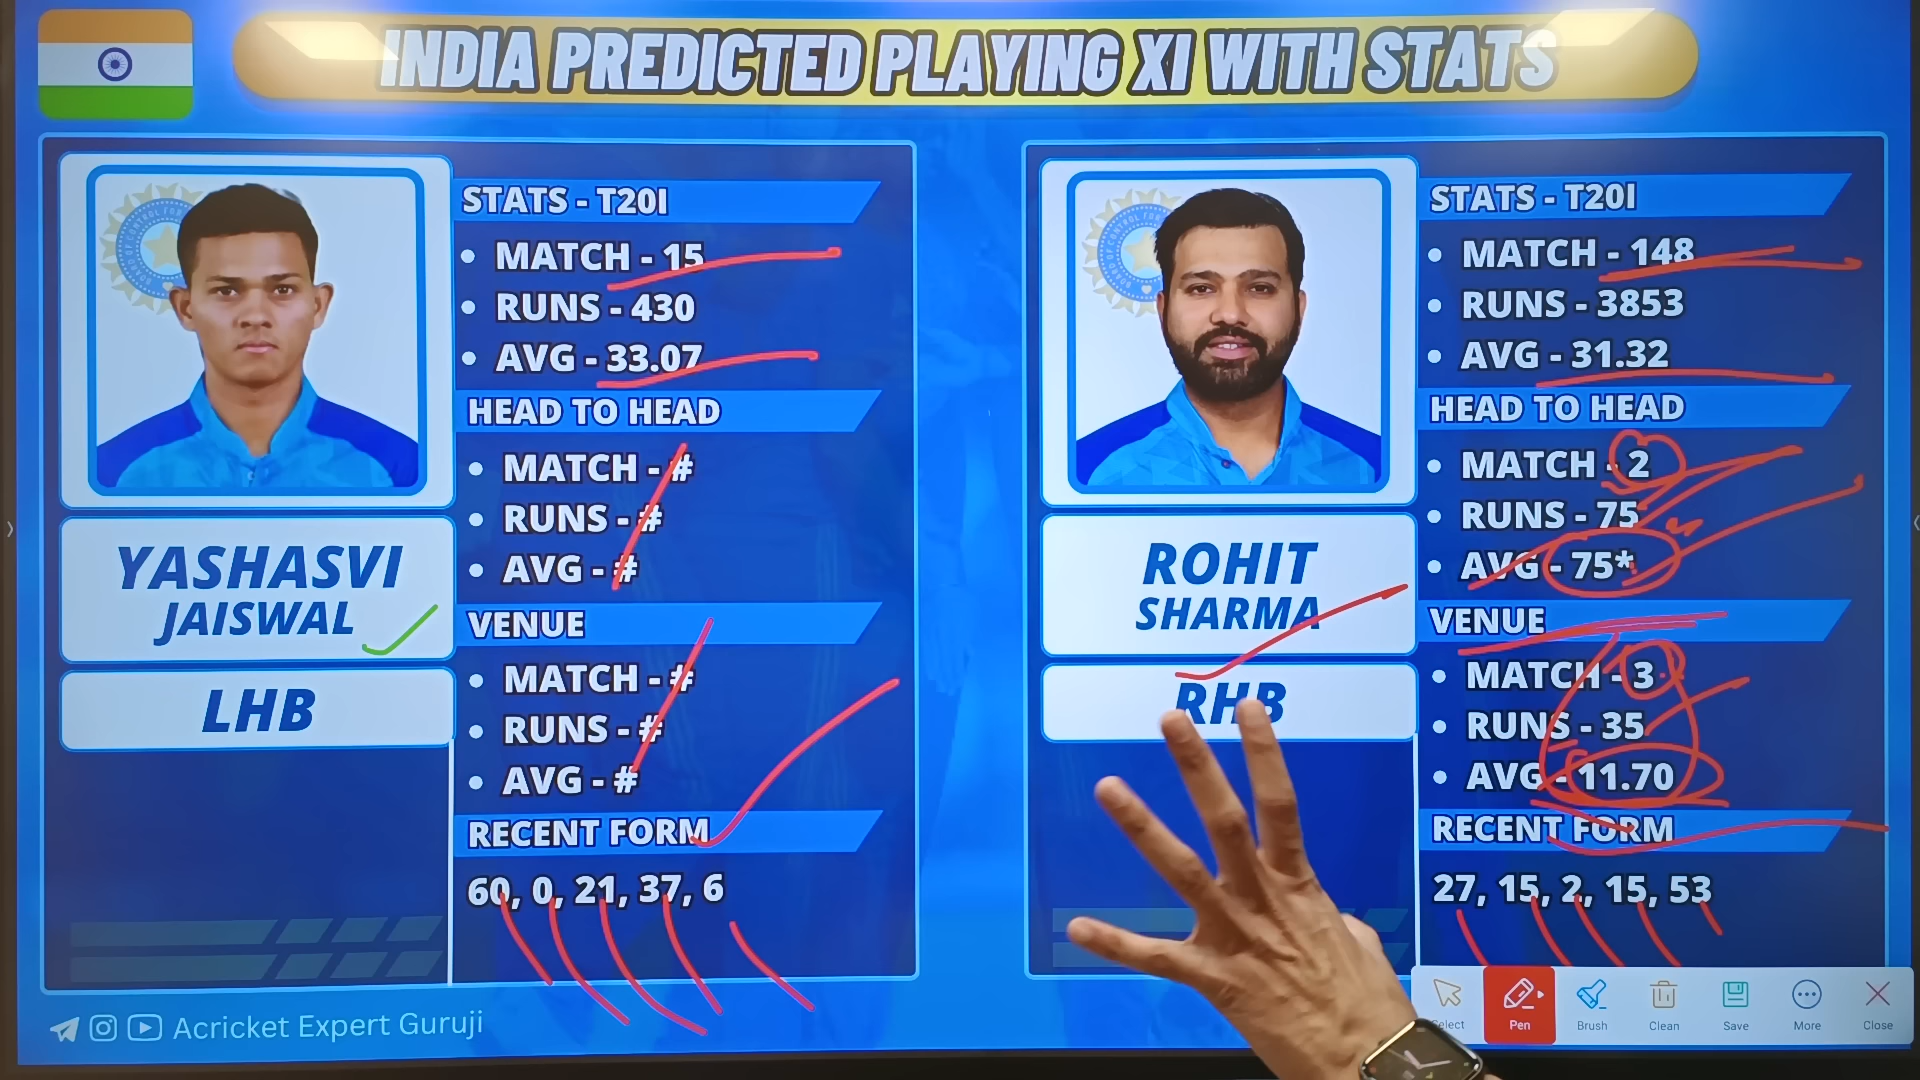 INDIA PREDICTED PLAYING XI WITH STATS
STATS - T20I
• MATCH - 15
• RUNS - 430
• AVG - 33.07
HEAD TO HEAD
• MATCH - #
• RUNS - #
• AVG - #
VENUE
• MATCH - #
• RUNS - #
• AVG - #
RECENT FORM
60, 0, 21, 37, 6
YASHASVI
JAISWAL
LHB
STATS - T20I
• MATCH - 148
• RUNS - 3853
• AVG - 31.32
HEAD TO HEAD
• MATCH - 2
• RUNS - 75
• AVG - 75*
VENUE
• MATCH - 3
• RUNS - 35
• AVG - 11.70
RECENT FORM
27, 15, 2, 15, 53
ROHIT
SHARMA
RHB
Acricket Expert Guruji
Select
Pen
Brush
Clean
Save
More
Close